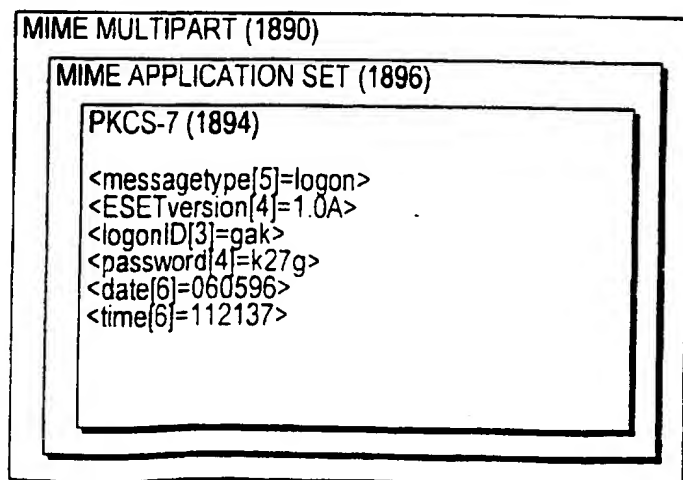 MIME MULTIPART (1890)
MIME APPLICATION SET (1896)
PKCS-7 (1894)
<messagetype[5]=logon>
<ESETversion[4]=1.0A>
<logonID[3]=gak>
<password[4]=k27g>
<date[6]=060596>
<time[6]=112137>